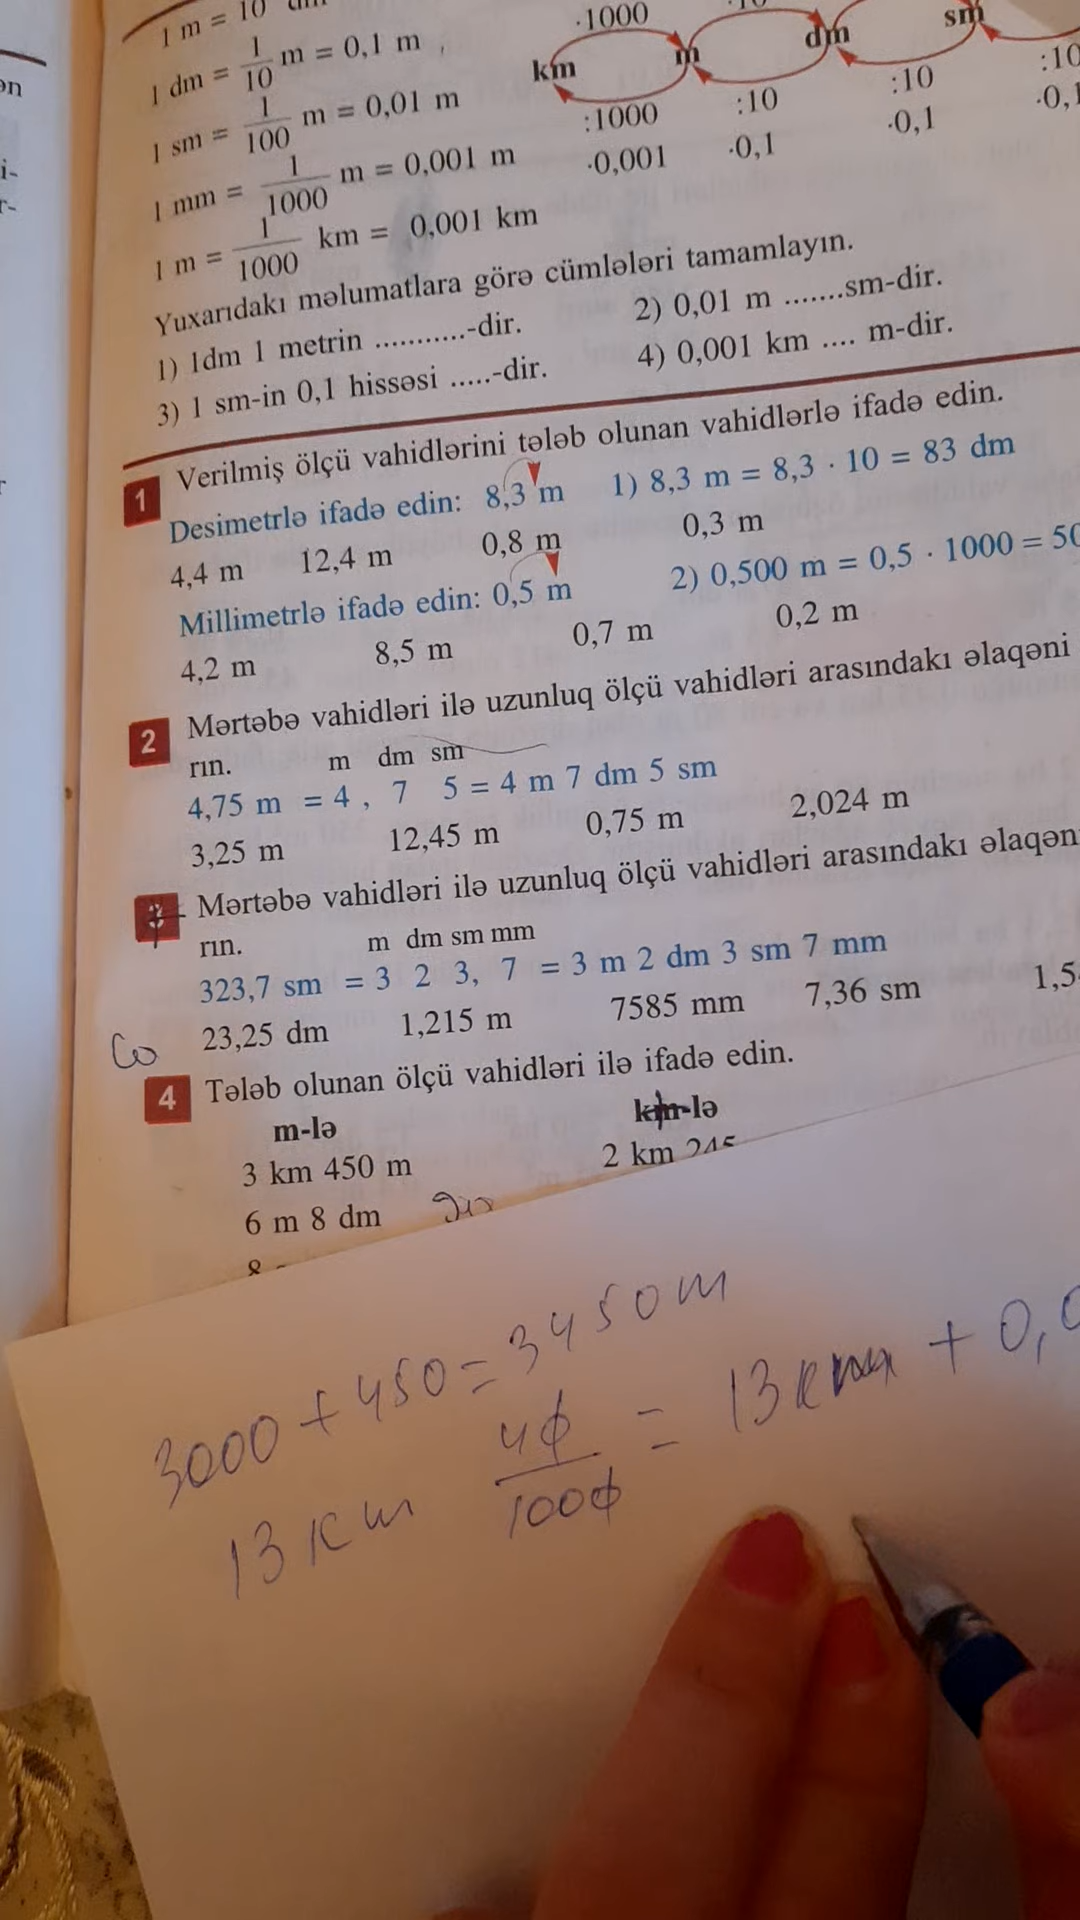 1 m = 10 dm
1 dm = 1/10 m = 0,1 m
1 sm = 1/100 m = 0,01 m
1 mm = 1/1000 m = 0,001 m
1 m = 1/1000 km = 0,001 km
·1000
km m dm sm
:1000 :10 :10 :10
·0,001 ·0,1 ·0,1
Yuxarıdakı məlumatlara görə cümlələri tamamlayın.
1) 1dm 1 metrin ...........-dir. 2) 0,01 m .......sm-dir.
3) 1 sm-in 0,1 hissəsi .....-dir. 4) 0,001 km .... m-dir.
1 Verilmiş ölçü vahidlərini tələb olunan vahidlərlə ifadə edin.
Desimetrlə ifadə edin: 8,3 m 1) 8,3 m = 8,3 · 10 = 83 dm
4,4 m 12,4 m 0,8 m 0,3 m
Millimetrlə ifadə edin: 0,5 m 2) 0,500 m = 0,5 · 1000 =
4,2 m 8,5 m 0,7 m 0,2 m
2 Mərtəbə vahidləri ilə uzunluq ölçü vahidləri arasındakı əlaqəni
rın. m dm sm
4,75 m = 4 , 7 5 = 4 m 7 dm 5 sm
3,25 m 12,45 m 0,75 m 2,024 m
3 Mərtəbə vahidləri ilə uzunluq ölçü vahidləri arasındakı
rın. m dm sm mm
323,7 sm = 3 2 3, 7 = 3 m 2 dm 3 sm 7 mm
23,25 dm 1,215 m 7585 mm 7,36 sm
4 Tələb olunan ölçü vahidləri ilə ifadə edin.
m-lə km-lə
3 km 450 m 2 km 245
6 m 8 dm
3000 + 450 = 3450 m
13 km 40/1000 = 13 km + 0,